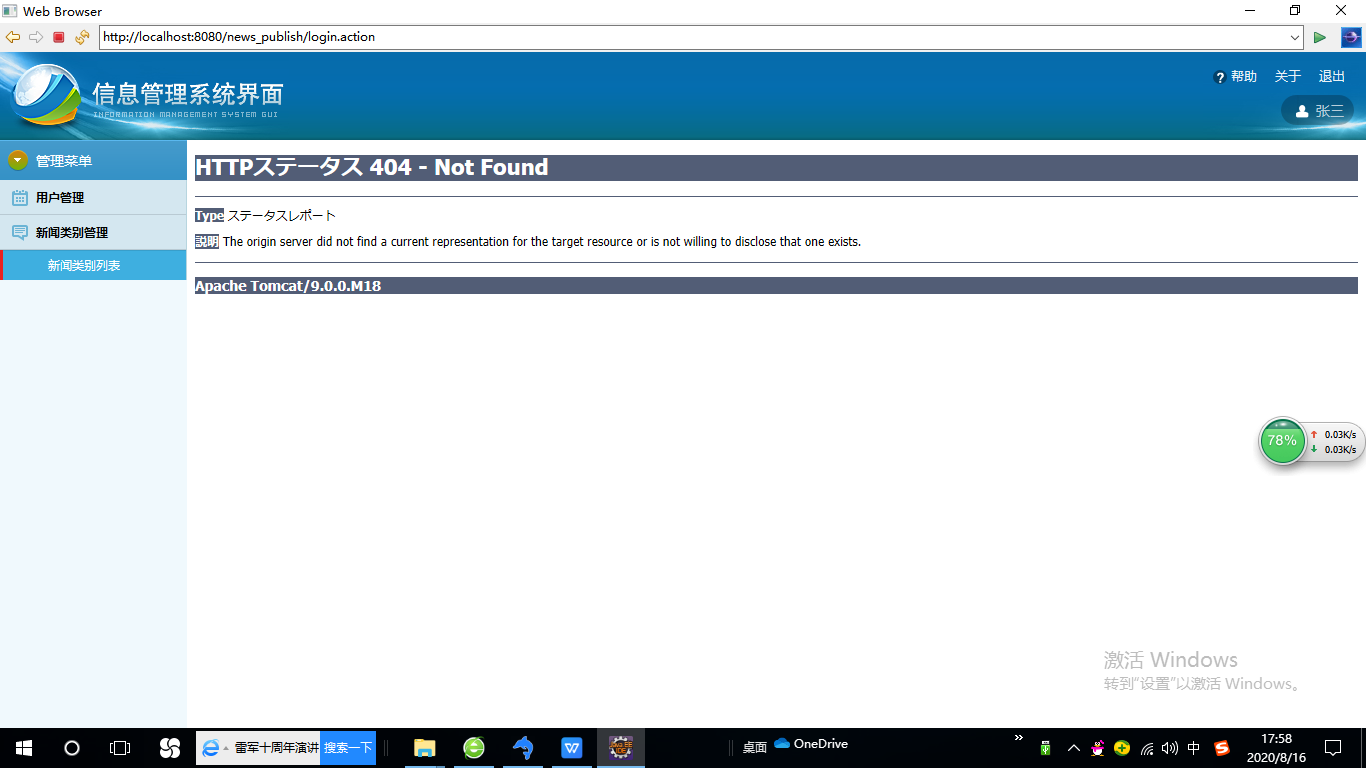 Web Browser
http://localhost:8080/news_publish/login.action
信息管理系统界面
INFORMATION MANAGEMENT SYSTEM GUI
帮助 关于 退出
张三
管理菜单
用户管理
新闻类别管理
新闻类别列表
HTTPステータス 404 - Not Found
Type ステータスレポート
説明 The origin server did not find a current representation for the target resource or is not willing to disclose that one exists.
Apache Tomcat/9.0.0.M18
78%
0.03K/s
0.03K/s
激活 Windows
转到"设置"以激活 Windows。
雷军十周年演讲 搜索一下
桌面
OneDrive
中
17:58
2020/8/16